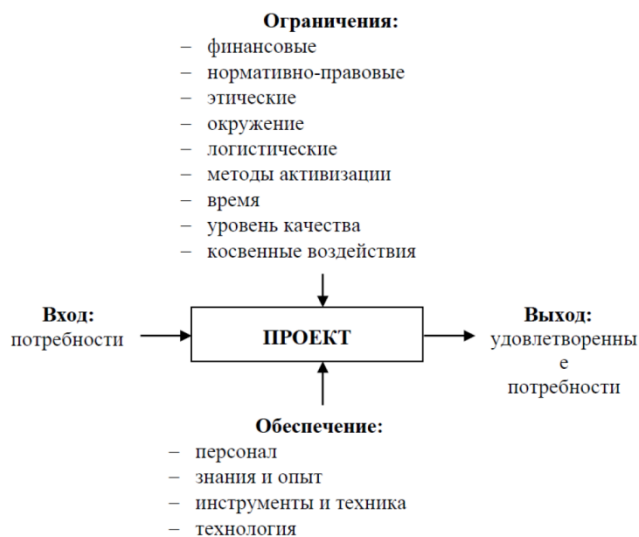 Ограничения:
– финансовые
– нормативно-правовые
– этические
– окружение
– логистические
– методы активизации
– время
– уровень качества
– косвенные воздействия
Вход:
потребности
ПРОЕКТ
Выход:
удовлетворенны
е
потребности
Обеспечение:
– персонал
– знания и опыт
– инструменты и техника
– технология